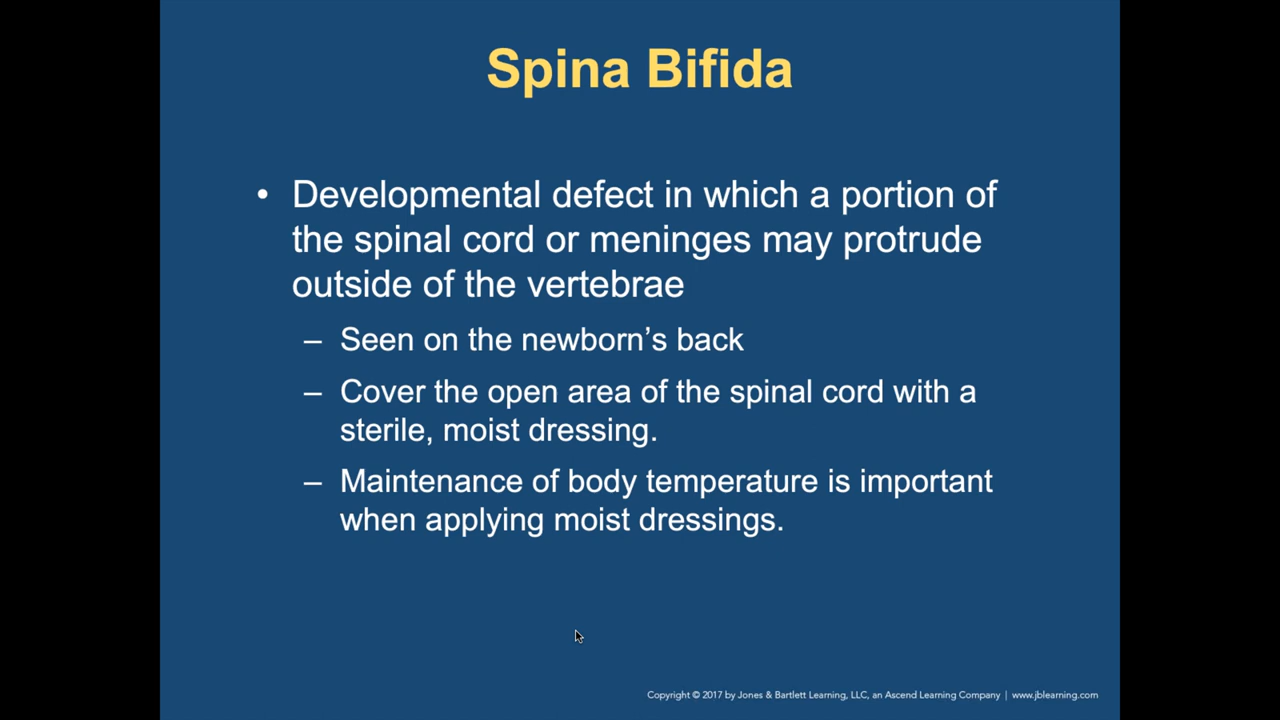 Spina Bifida
• Developmental defect in which a portion of
the spinal cord or meninges may protrude
outside of the vertebrae
– Seen on the newborn’s back
– Cover the open area of the spinal cord with a
sterile, moist dressing.
– Maintenance of body temperature is important
when applying moist dressings.
Copyright © 2017 by Jones & Bartlett Learning, LLC, an Ascend Learning Company | www.jblearning.com